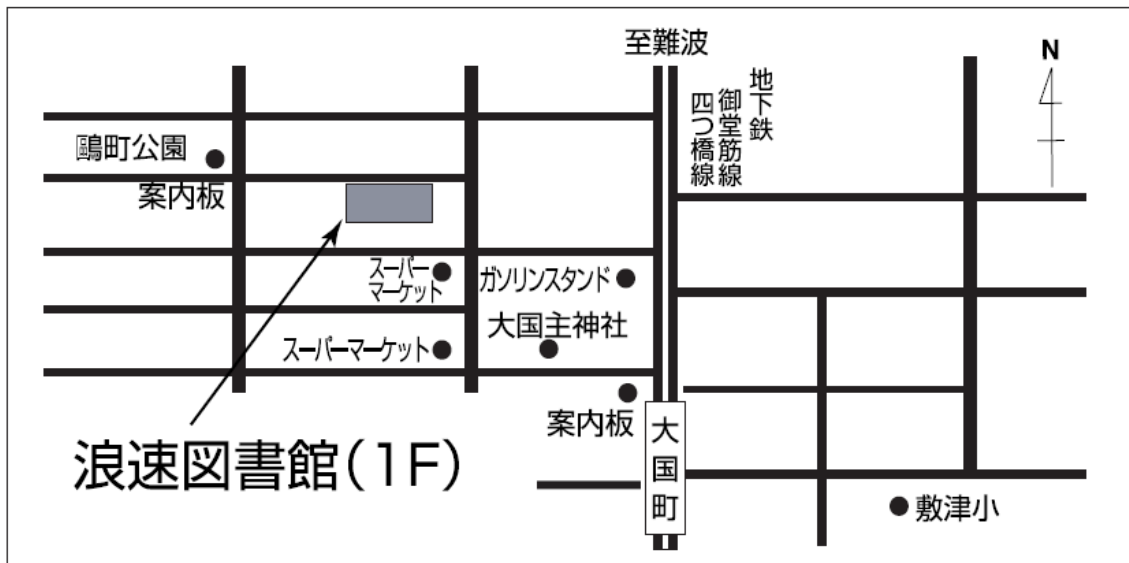 至難波
N
地下鉄
御堂筋線
四つ橋線
鷗町公園
案内板
スーパー
マーケット
ガソリンスタンド
大国主神社
スーパーマーケット
案内板
浪速図書館(1F)
大国町
敷津小